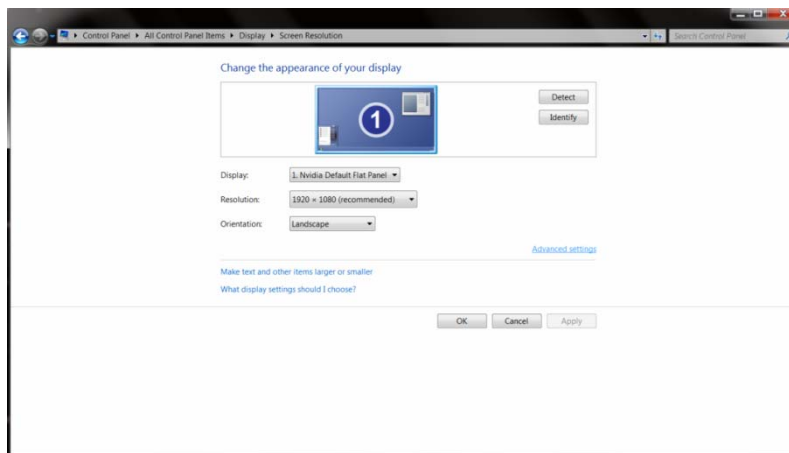 Control Panel ▸ All Control Panel Items ▸ Display ▸ Screen Resolution
Search Control Panel
Change the appearance of your display
1
Detect
Identify
Display: 1. Nvidia Default Flat Panel
Resolution: 1920 × 1080 (recommended)
Orientation: Landscape
Advanced settings
Make text and other items larger or smaller
What display settings should I choose?
OK Cancel Apply